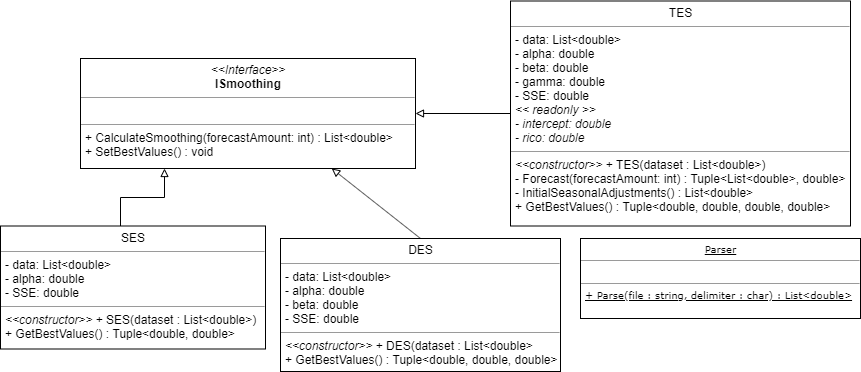 TES
- data: List<double>
- alpha: double
- beta: double
- gamma: double
- SSE: double
<< readonly >>
- intercept: double
- rico: double
<<constructor>> + TES(dataset : List<double>)
- Forecast(forecastAmount: int) : Tuple<List<double>, double>
- InitialSeasonalAdjustments() : List<double>
+ GetBestValues() : Tuple<double, double, double, double>
<<Interface>>
ISmoothing
+ CalculateSmoothing(forecastAmount: int) : List<double>
+ SetBestValues() : void
SES
- data: List<double>
- alpha: double
- SSE: double
<<constructor>> + SES(dataset : List<double>)
+ GetBestValues() : Tuple<double, double>
DES
- data: List<double>
- alpha: double
- beta: double
- SSE: double
<<constructor>> + DES(dataset : List<double>
+ GetBestValues() : Tuple<double, double, double>
Parser
+ Parse(file : string, delimiter : char) : List<double>